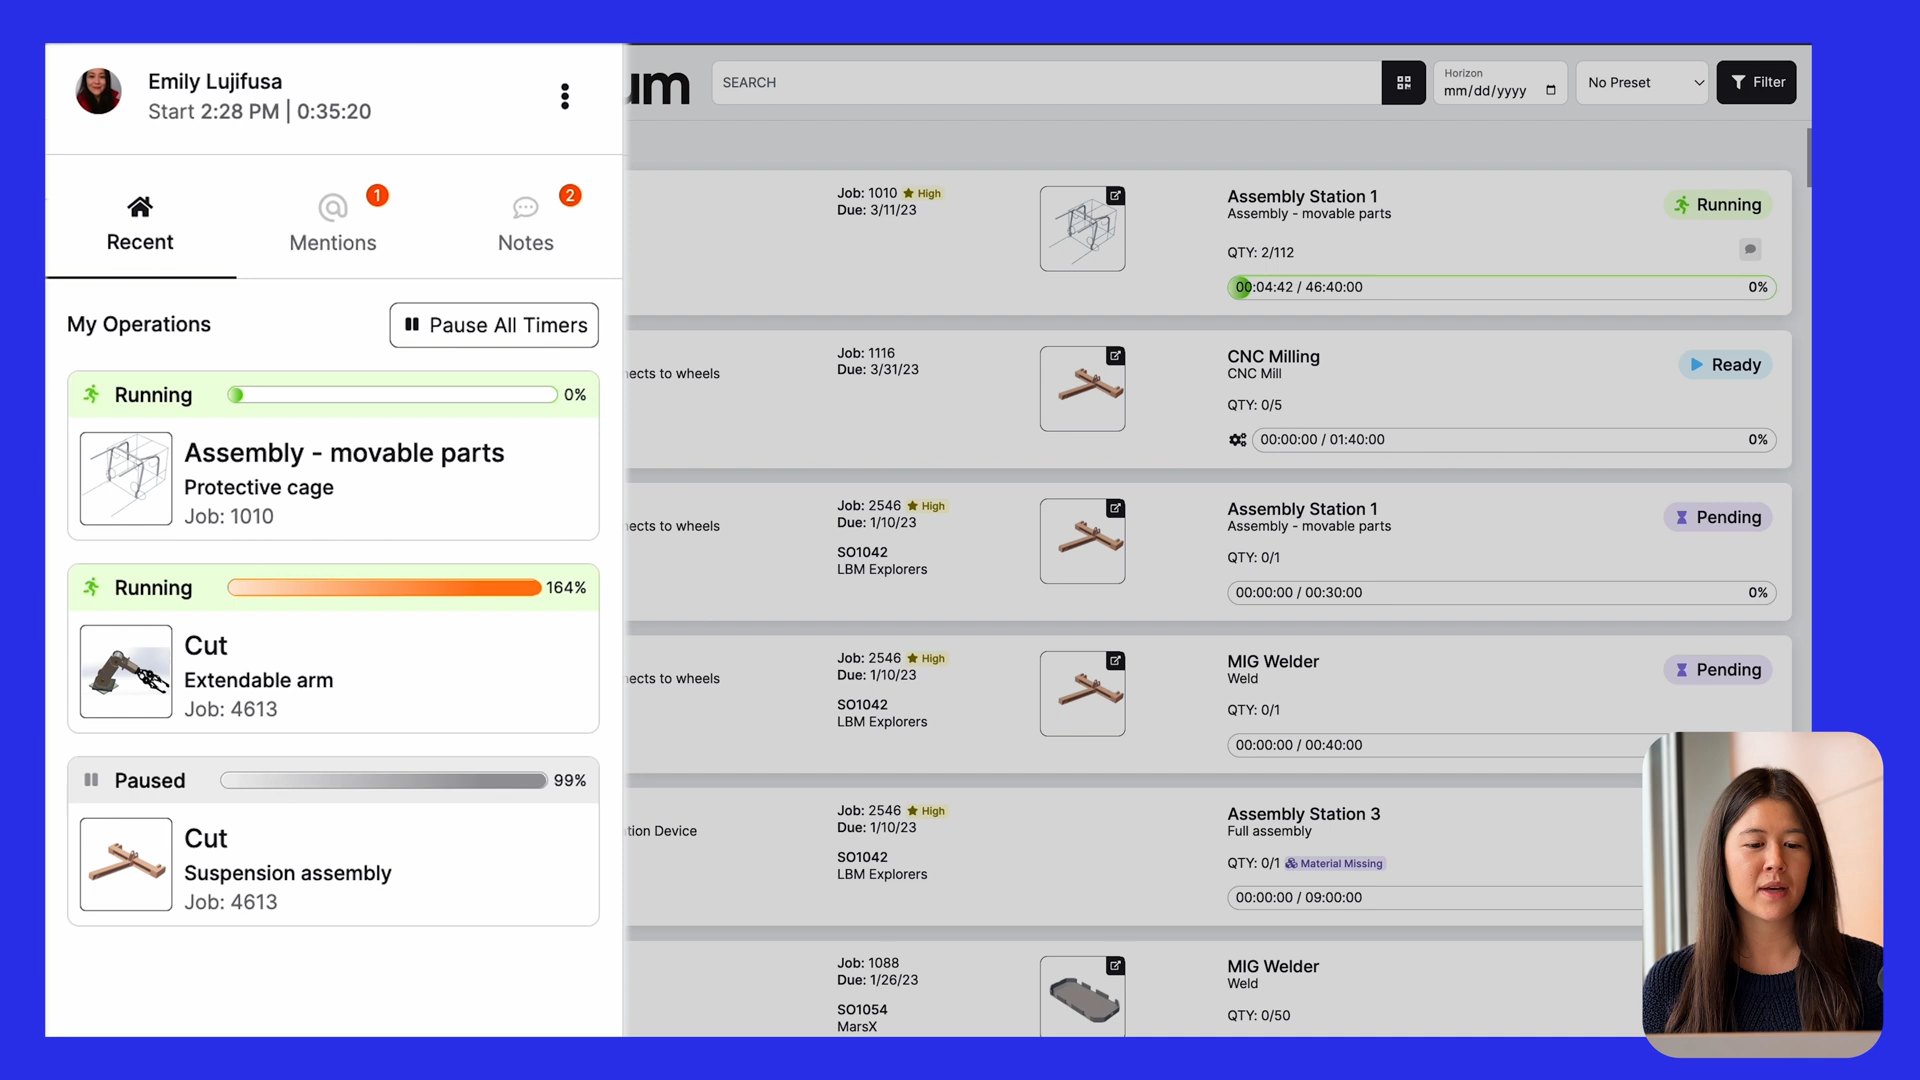 Emily Lujifusa
Start 2:28 PM | 0:35:20
Recent
Mentions
1
Notes
2
My Operations
Pause All Timers
Running
0%
Assembly - movable parts
Protective cage
Job: 1010
Running
164%
Cut
Extendable arm
Job: 4613
Paused
99%
Cut
Suspension assembly
Job: 4613
um
SEARCH
Horizon
mm/dd/yyyy
No Preset
Filter
Job: 1010 High
Due: 3/11/23
Assembly Station 1
Assembly - movable parts
Running
QTY: 2/112
00:04:42 / 46:40:00
0%
nects to wheels
Job: 1116
Due: 3/31/23
CNC Milling
CNC Mill
Ready
QTY: 0/5
00:00:00 / 01:40:00
0%
nects to wheels
Job: 2546 High
Due: 1/10/23
SO1042
LBM Explorers
Assembly Station 1
Assembly - movable parts
Pending
QTY: 0/1
00:00:00 / 00:30:00
0%
nects to wheels
Job: 2546 High
Due: 1/10/23
SO1042
LBM Explorers
MIG Welder
Weld
Pending
QTY: 0/1
00:00:00 / 00:40:00
tion Device
Job: 2546 High
Due: 1/10/23
SO1042
LBM Explorers
Assembly Station 3
Full assembly
QTY: 0/1 Material Missing
00:00:00 / 09:00:00
Job: 1088
Due: 1/26/23
SO1054
MarsX
MIG Welder
Weld
QTY: 0/50